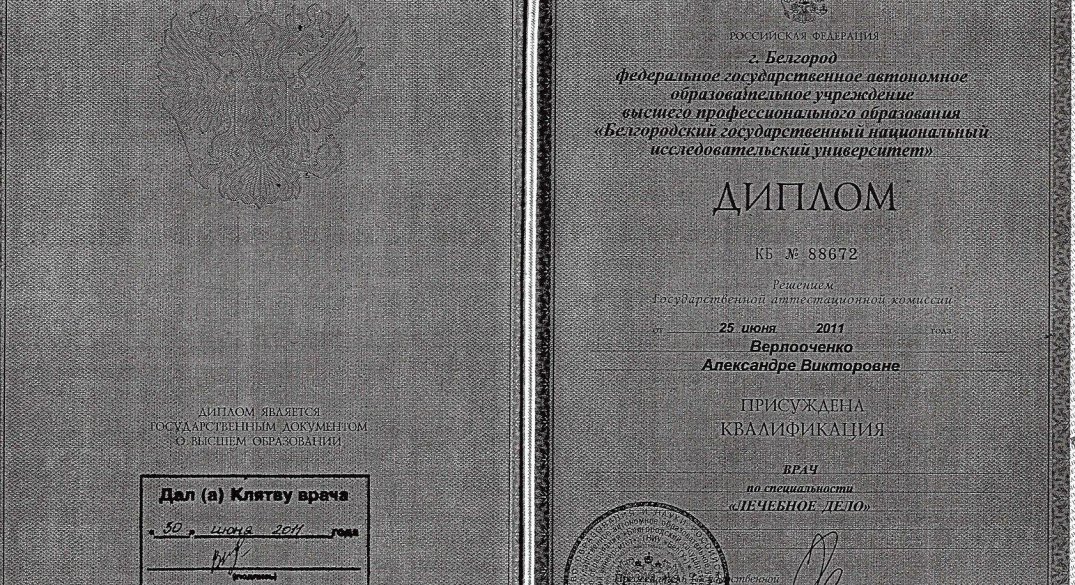 ДИПЛОМ ЯВЛЯЕТСЯ
ГОСУДАРСТВЕННЫМ ДОКУМЕНТОМ
О ВЫСШЕМ ОБРАЗОВАНИИ
Дал (а) Клятву врача
"30" июня 2011 года
(подпись)
РОССИЙСКАЯ ФЕДЕРАЦИЯ
г. Белгород
федеральное государственное автономное
образовательное учреждение
высшего профессионального образования
«Белгородский государственный национальный
исследовательский университет»
ДИПЛОМ
КБ № 88672
Решением
Государственной аттестационной комиссии
от 25 июня 2011 года
Верлооченко
Александре Викторовне
ПРИСУЖДЕНА
КВАЛИФИКАЦИЯ
ВРАЧ
по специальности
«ЛЕЧЕБНОЕ ДЕЛО»
Председатель Государственной